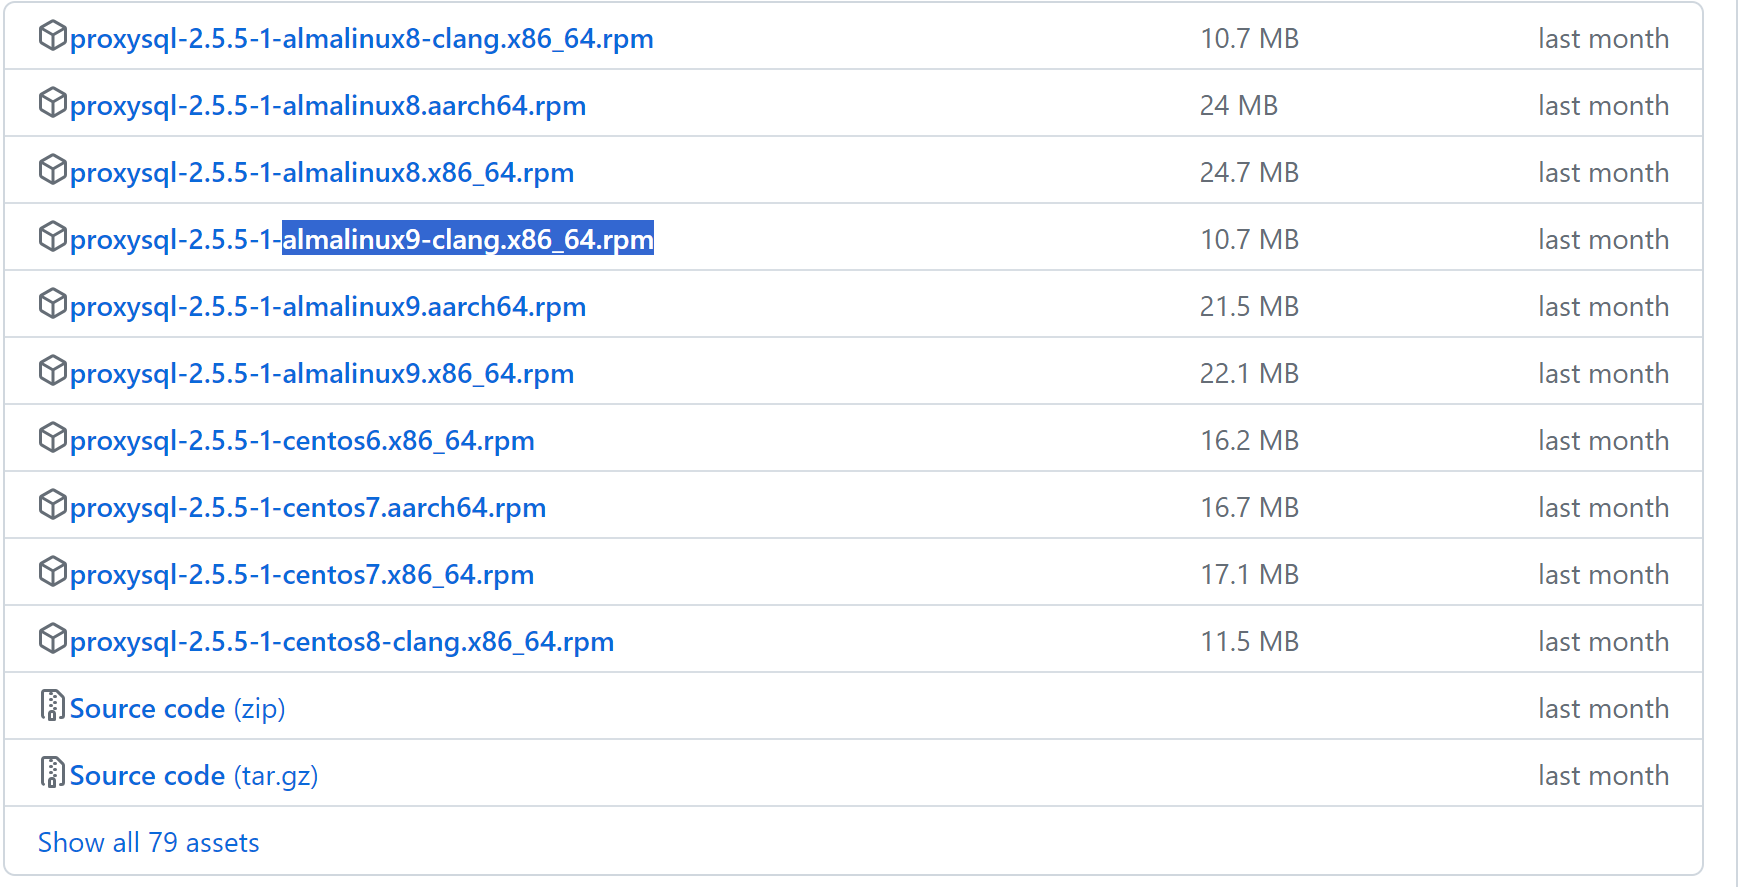 proxysql-2.5.5-1-almalinux8-clang.x86_64.rpm 10.7 MB last month
proxysql-2.5.5-1-almalinux8.aarch64.rpm 24 MB last month
proxysql-2.5.5-1-almalinux8.x86_64.rpm 24.7 MB last month
proxysql-2.5.5-1-almalinux9-clang.x86_64.rpm 10.7 MB last month
proxysql-2.5.5-1-almalinux9.aarch64.rpm 21.5 MB last month
proxysql-2.5.5-1-almalinux9.x86_64.rpm 22.1 MB last month
proxysql-2.5.5-1-centos6.x86_64.rpm 16.2 MB last month
proxysql-2.5.5-1-centos7.aarch64.rpm 16.7 MB last month
proxysql-2.5.5-1-centos7.x86_64.rpm 17.1 MB last month
proxysql-2.5.5-1-centos8-clang.x86_64.rpm 11.5 MB last month
Source code (zip) last month
Source code (tar.gz) last month
Show all 79 assets